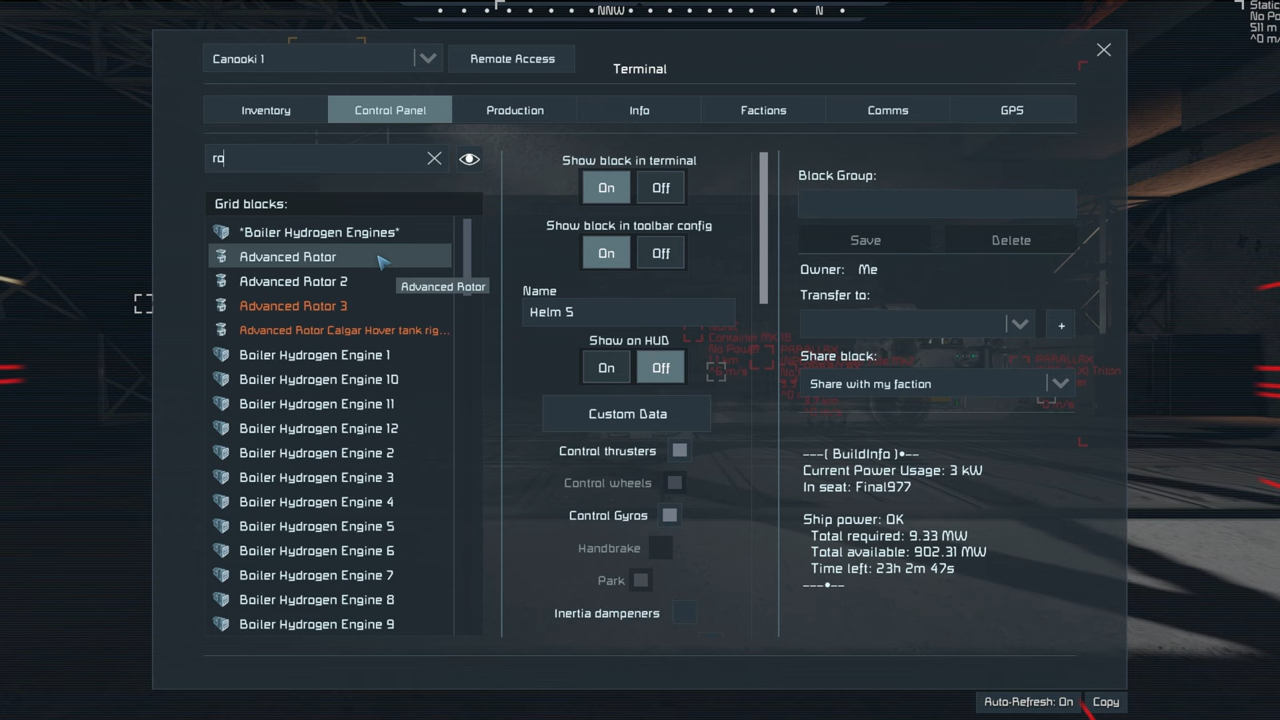 NNW
N
Static
No Po
511 m
^0 m/
Canooki 1
Remote Access
Terminal
Inventory
Control Panel
Production
Info
Factions
Comms
GPS
ro
Grid blocks:
*Boiler Hydrogen Engines*
Advanced Rotor
Advanced Rotor 2
Advanced Rotor
Advanced Rotor 3
Advanced Rotor Calgar Hover tank rig...
Boiler Hydrogen Engine 1
Boiler Hydrogen Engine 10
Boiler Hydrogen Engine 11
Boiler Hydrogen Engine 12
Boiler Hydrogen Engine 2
Boiler Hydrogen Engine 3
Boiler Hydrogen Engine 4
Boiler Hydrogen Engine 5
Boiler Hydrogen Engine 6
Boiler Hydrogen Engine 7
Boiler Hydrogen Engine 8
Boiler Hydrogen Engine 9
Show block in terminal
On
Off
Show block in toolbar config
On
Off
Name
Helm 5
Show on HUD
On
Off
Custom Data
Control thrusters
Control wheels
Control Gyros
Handbrake
Park
Inertia dampeners
Block Group:
Save
Delete
Owner: Me
Transfer to:
+
Share block:
Share with my faction
---( BuildInfo )•--
Current Power Usage: 3 kW
In seat: Final977
Ship power: OK
Total required: 9.33 MW
Total available: 902.31 MW
Time left: 23h 2m 47s
---•--
Auto-Refresh: On
Copy